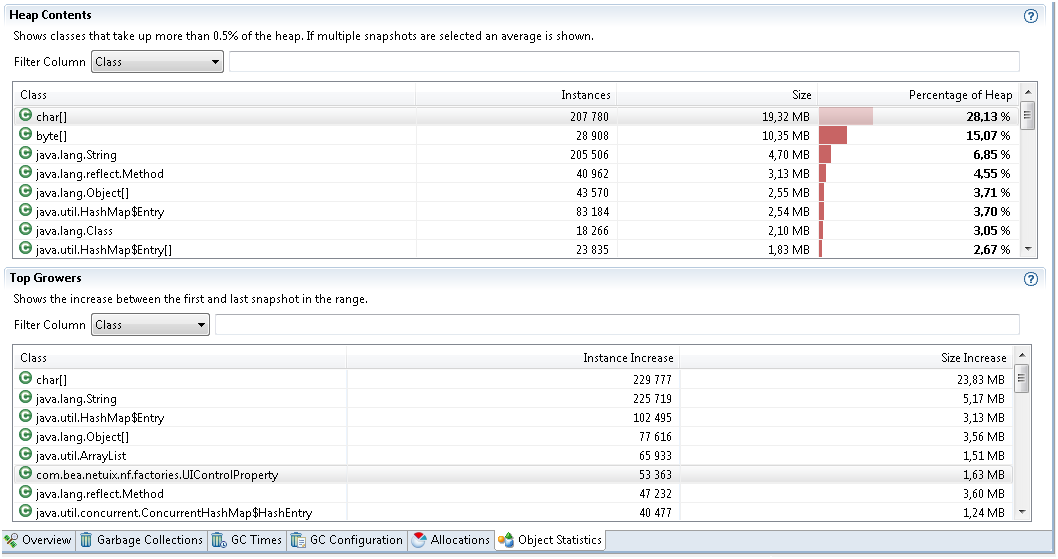 Heap Contents
Shows classes that take up more than 0.5% of the heap. If multiple snapshots are selected an average is shown.
Filter Column Class
Class Instances Size Percentage of Heap
char[] 207 780 19,32 MB 28,13 %
byte[] 28 908 10,35 MB 15,07 %
java.lang.String 205 506 4,70 MB 6,85 %
java.lang.reflect.Method 40 962 3,13 MB 4,55 %
java.lang.Object[] 43 570 2,55 MB 3,71 %
java.util.HashMap$Entry 83 184 2,54 MB 3,70 %
java.lang.Class 18 266 2,10 MB 3,05 %
java.util.HashMap$Entry[] 23 835 1,83 MB 2,67 %
Top Growers
Shows the increase between the first and last snapshot in the range.
Filter Column Class
Class Instance Increase Size Increase
char[] 229 777 23,83 MB
java.lang.String 225 719 5,17 MB
java.util.HashMap$Entry 102 495 3,13 MB
java.lang.Object[] 77 616 3,56 MB
java.util.ArrayList 65 933 1,51 MB
com.bea.netuix.nf.factories.UIControlProperty 53 363 1,63 MB
java.lang.reflect.Method 47 232 3,60 MB
java.util.concurrent.ConcurrentHashMap$HashEntry 40 477 1,24 MB
Overview Garbage Collections GC Times GC Configuration Allocations Object Statistics